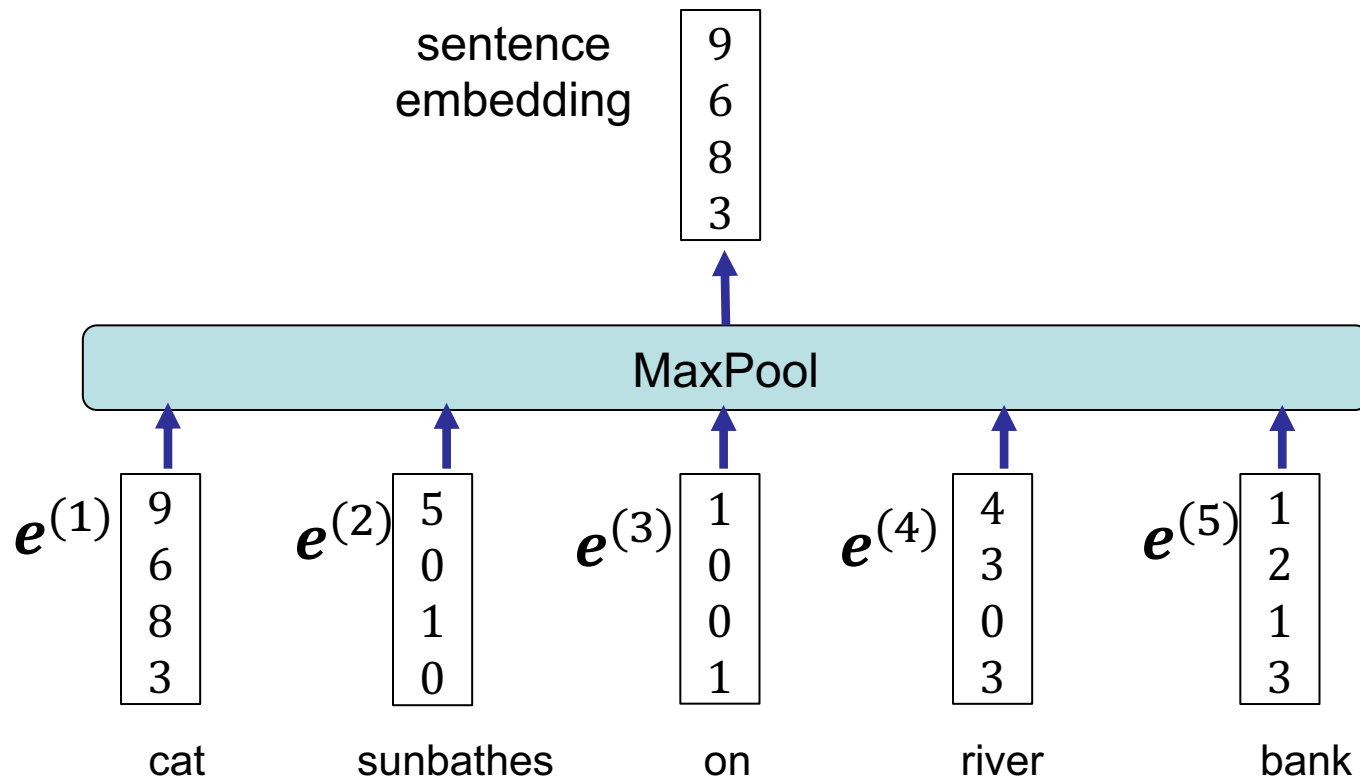 sentence
embedding
9
6
8
3
MaxPool
e^(1)
9
6
8
3
e^(2)
5
0
1
0
e^(3)
1
0
0
1
e^(4)
4
3
0
3
e^(5)
1
2
1
3
cat sunbathes on river bank